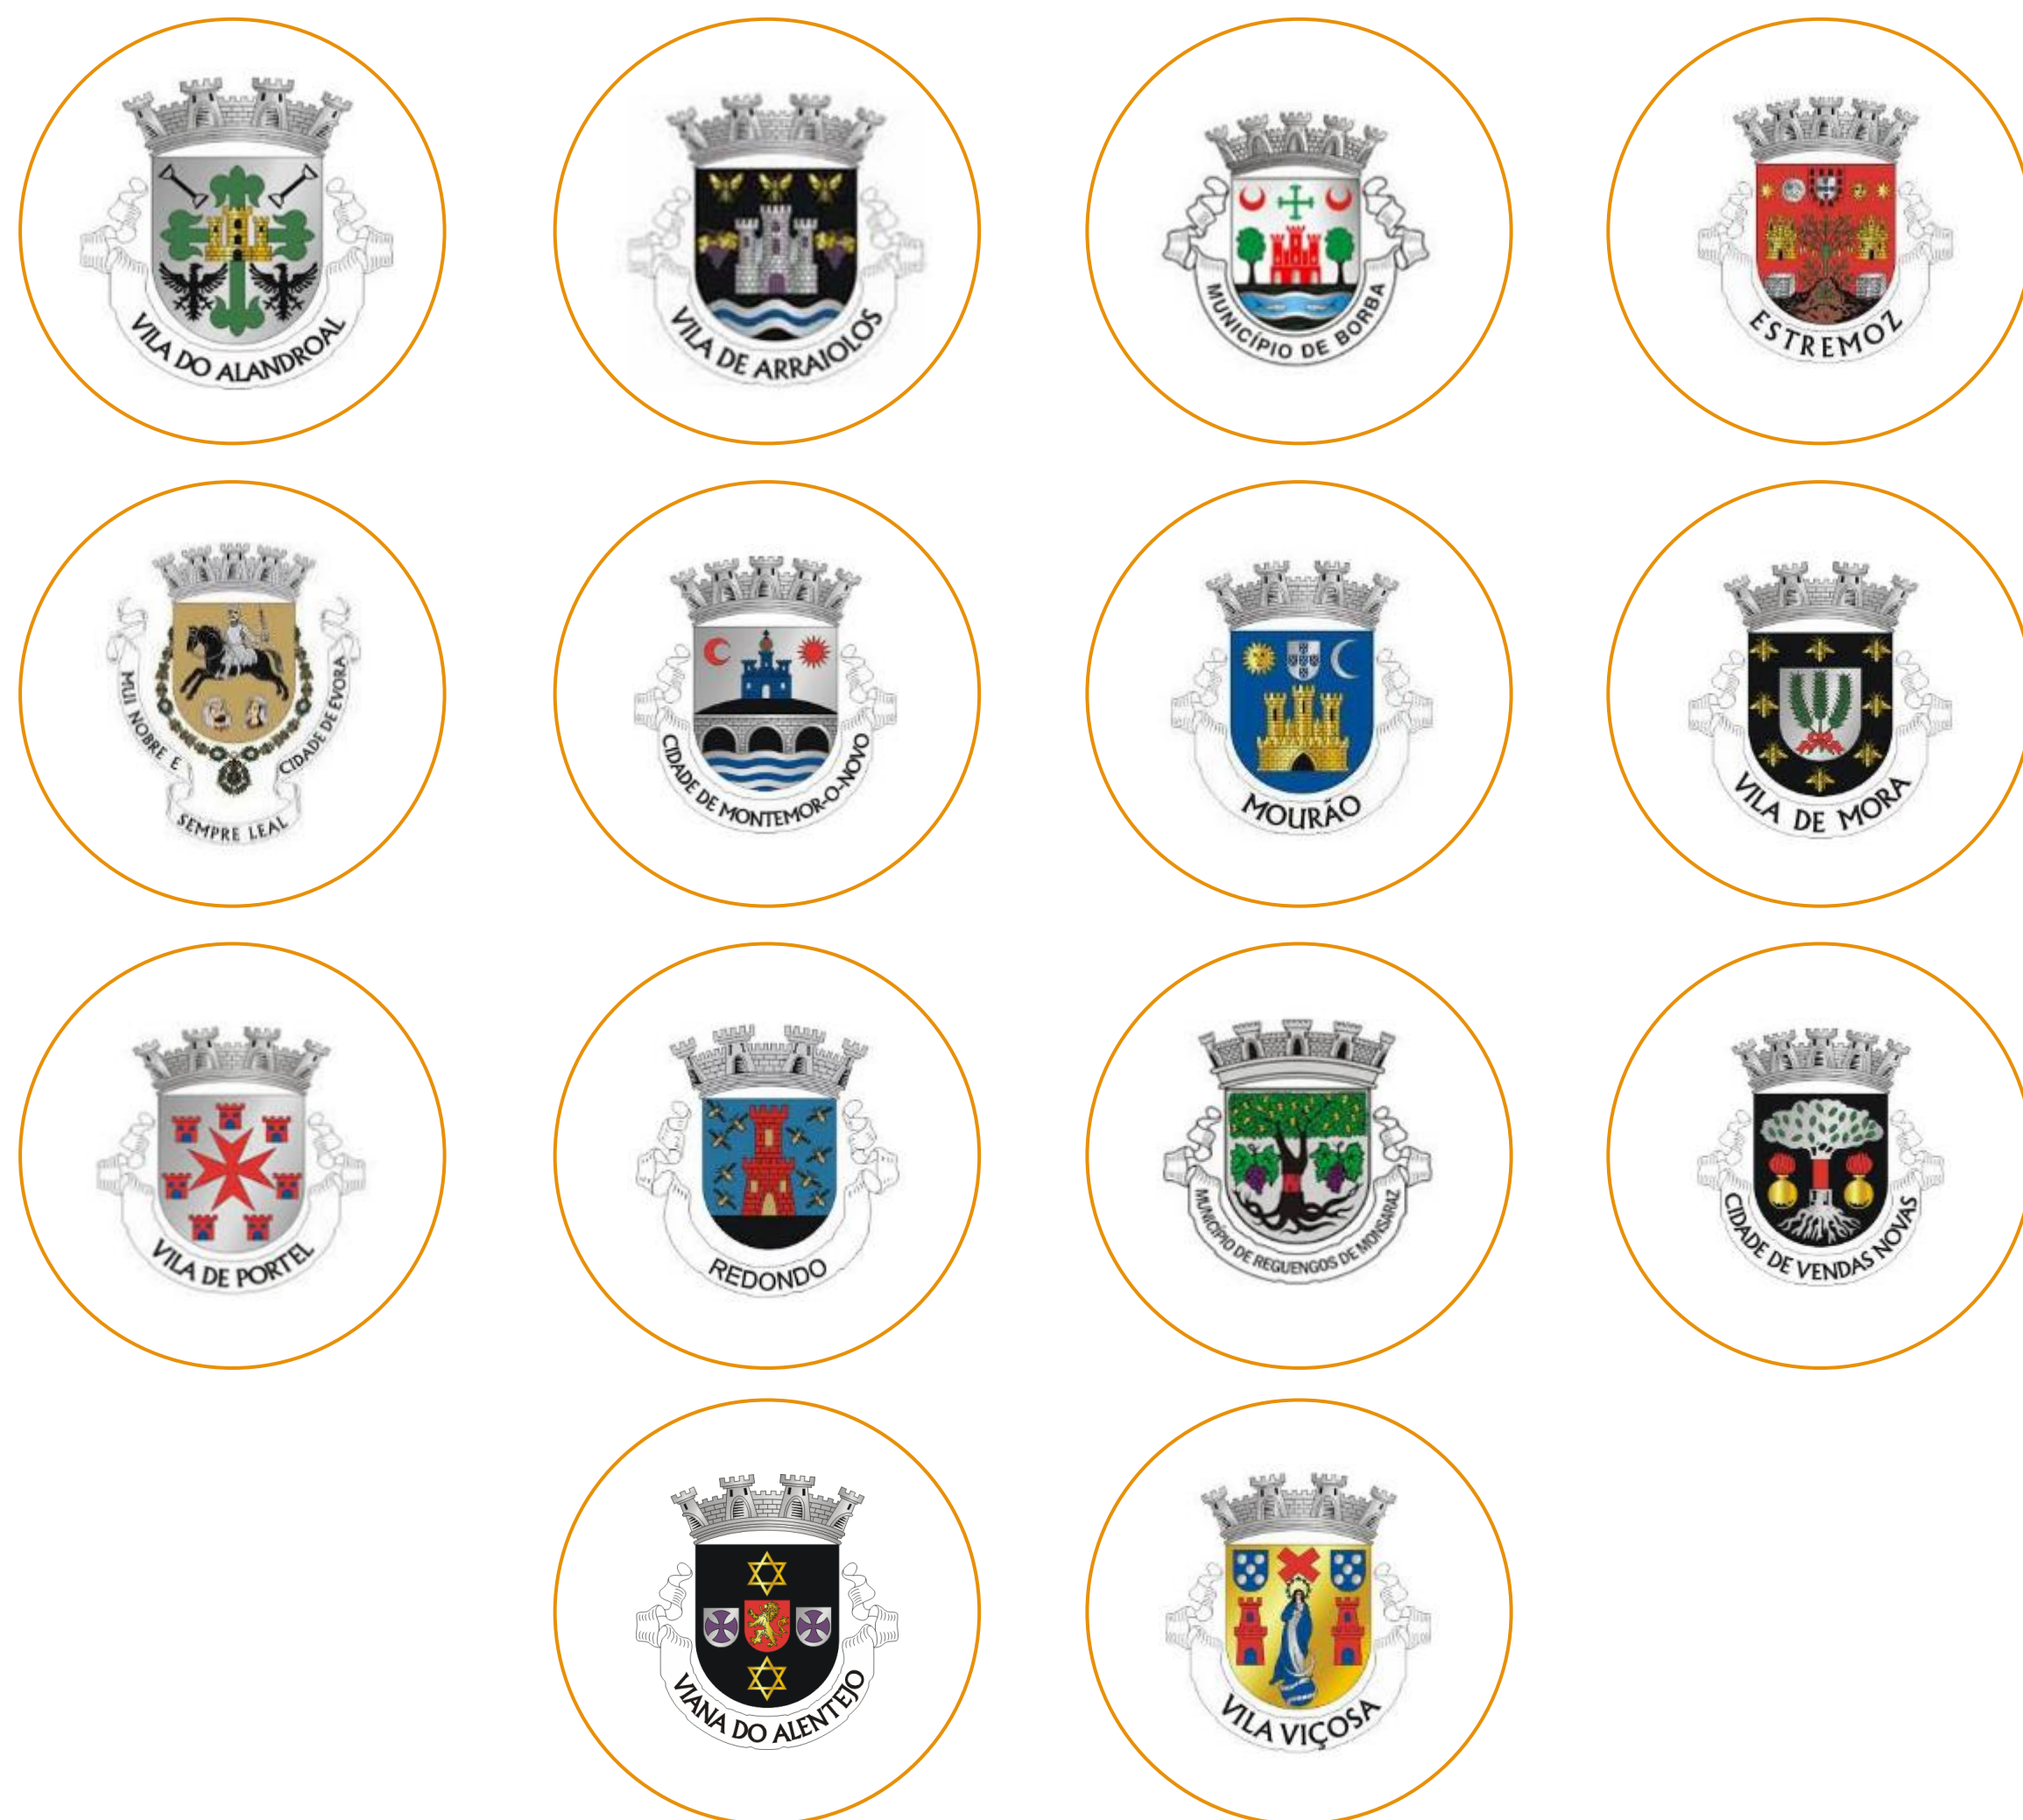 VILA DO ALANDROAL
VILA DE ARRAIOLOS
MUNICÍPIO DE BORBA
ESTREMOZ
MUI NOBRE E
SEMPRE LEAL
CIDADE DE ÉVORA
CIDADE DE MONTEMOR-O-NOVO
MOURÃO
VILA DE MORA
VILA DE PORTEL
REDONDO
MUNICÍPIO DE REGUENGOS DE MONSARAZ
CIDADE DE VENDAS NOVAS
VIANA DO ALENTEJO
VILA VIÇOSA